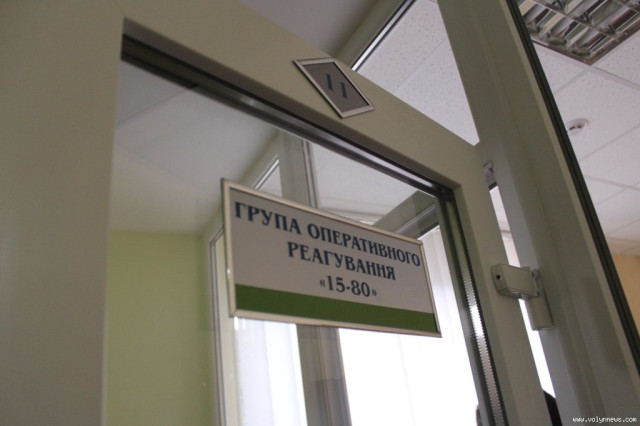 11
ГРУПА ОПЕРАТИВНОГО
РЕАГУВАННЯ
«15-80»
www.volynnews.com